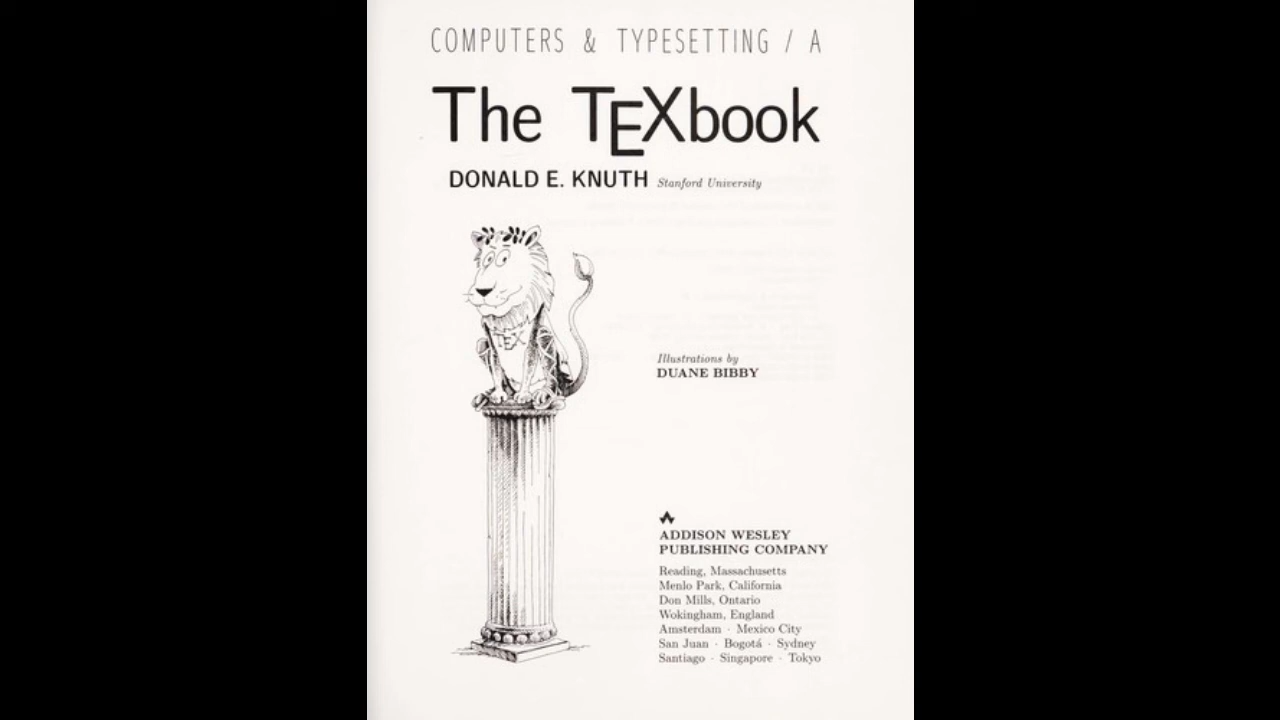 COMPUTERS & TYPESETTING / A
The TEXbook
DONALD E. KNUTH Stanford University
TEX
Illustrations by
DUANE BIBBY
ADDISON WESLEY
PUBLISHING COMPANY
Reading, Massachusetts
Menlo Park, California
Don Mills, Ontario
Wokingham, England
Amsterdam · Mexico City
San Juan · Bogotá · Sydney
Santiago · Singapore · Tokyo